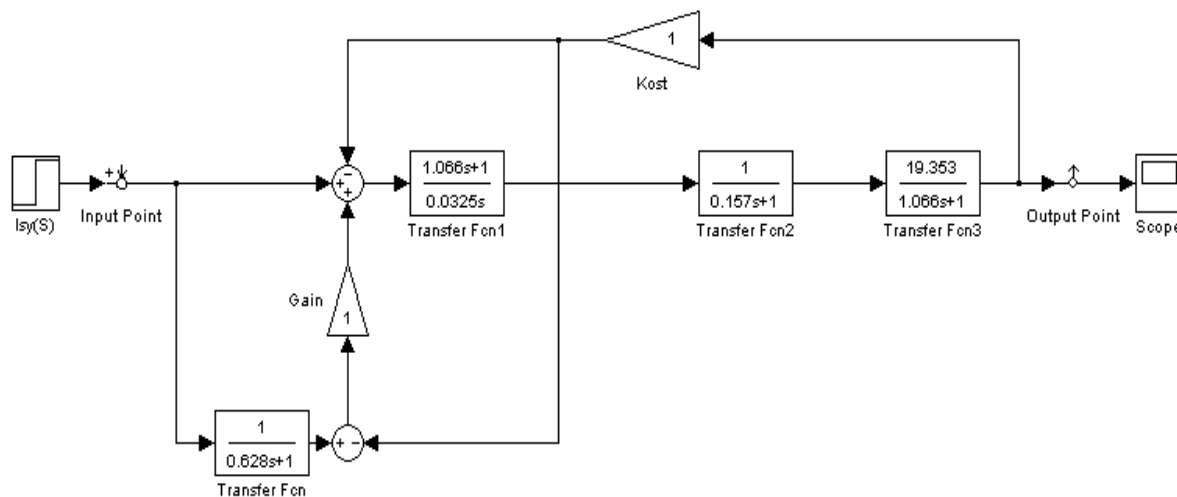 1
Kost
Isy(S)
Input Point
1.066s+1
0.0325s
Transfer Fcn1
1
0.157s+1
Transfer Fcn2
19.353
1.066s+1
Transfer Fcn3
Output Point
Scope
Gain
1
1
0.628s+1
Transfer Fcn